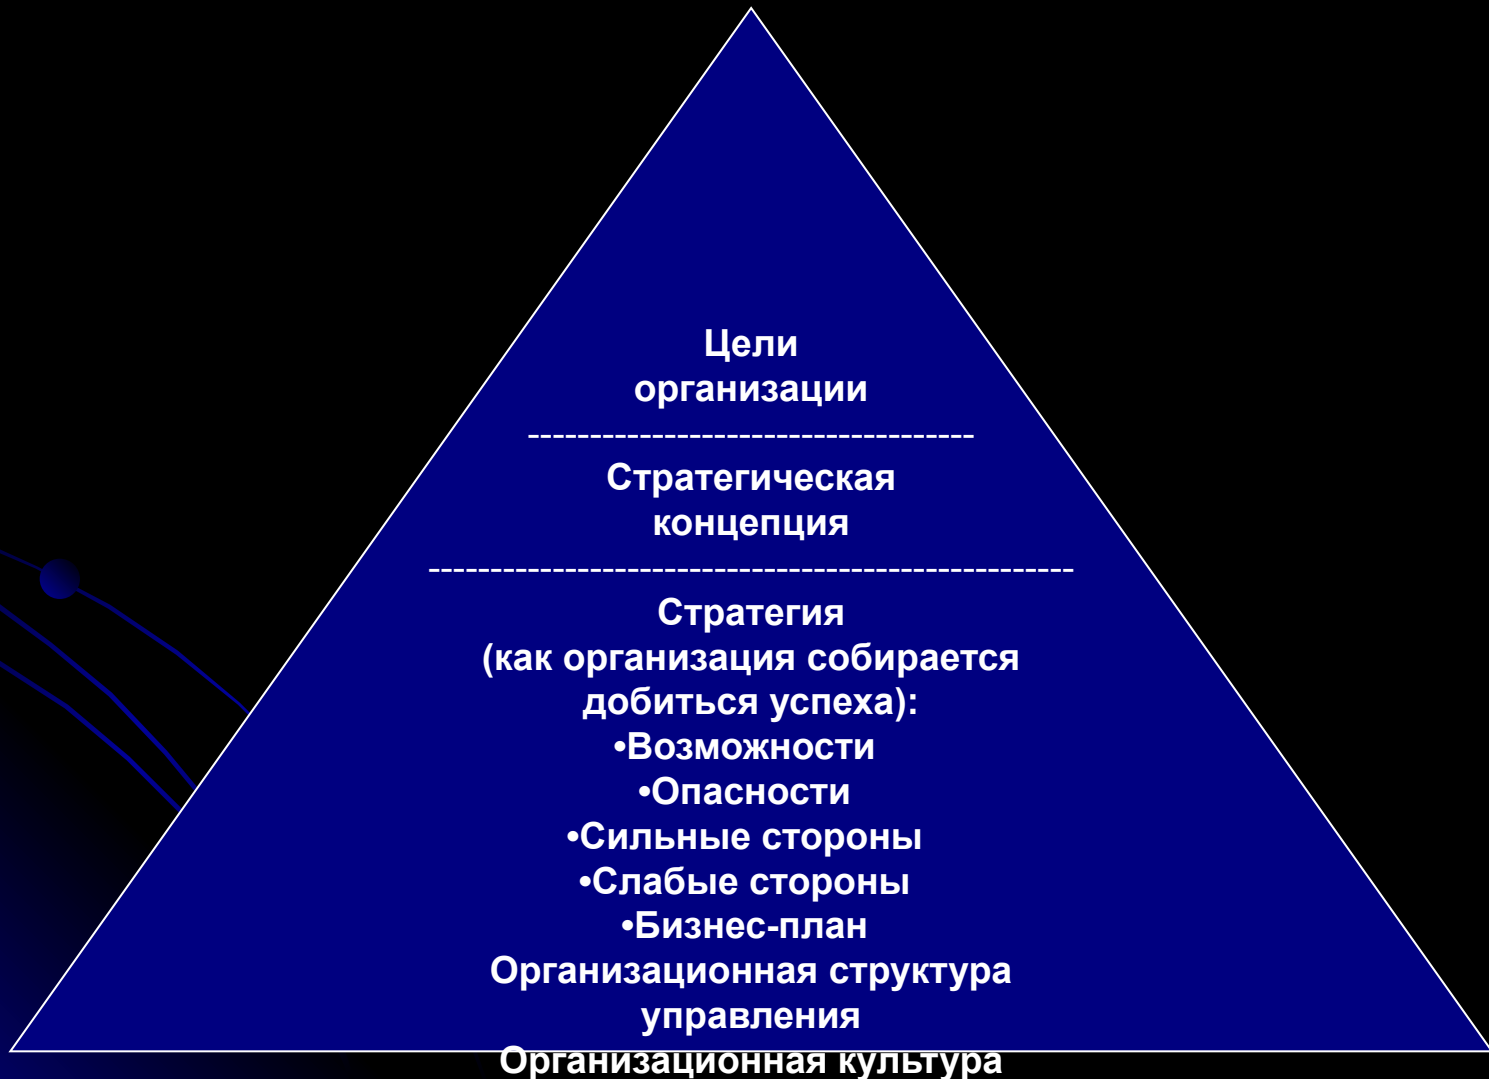 Цели
организации
------------------------------------
Стратегическая
концепция
----------------------------------------------------
Стратегия
(как организация собирается
добиться успеха):
•Возможности
•Опасности
•Сильные стороны
•Слабые стороны
•Бизнес-план
Организационная структура
управления
Организационная культура